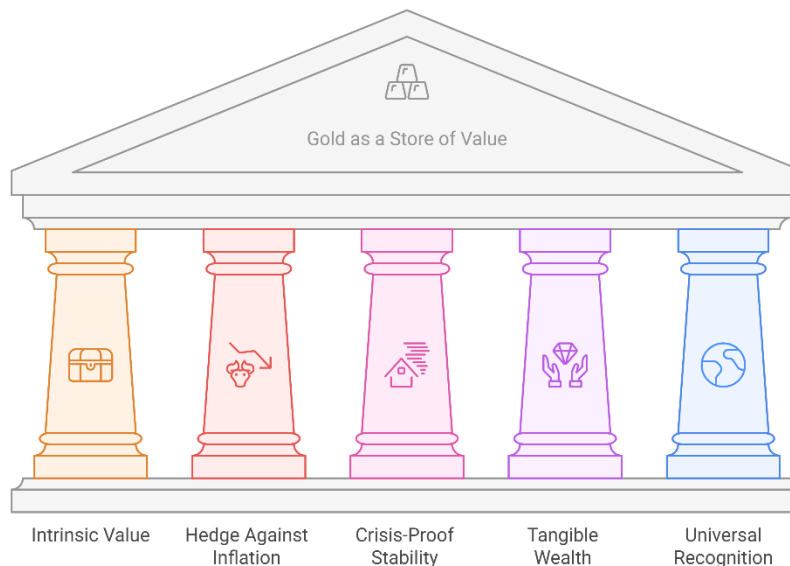 Gold as a Store of Value
Intrinsic Value
Hedge Against
Inflation
Crisis-Proof
Stability
Tangible
Wealth
Universal
Recognition